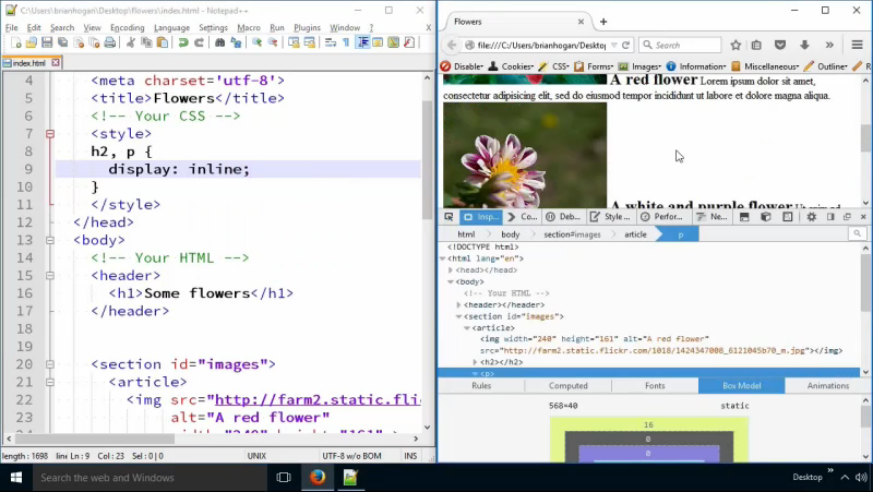 C:\Users\brianhogan\Desktop\flowers\index.html - Notepad++
File Edit Search View Encoding Language Settings Macro Run Plugins Window ?
index.html
4 <meta charset='utf-8'>
5 <title>Flowers</title>
6 <!-- Your CSS -->
7 <style>
8 h2, p {
9 display: inline;
10 }
11 </style>
12 </head>
13 <body>
14 <!-- Your HTML -->
15 <header>
16 <h1>Some flowers</h1>
17 </header>
18
19
20 <section id="images">
21 <article>
22 <img src="http://farm2.static.fli
23 alt="A red flower"
length : 1698 line Ln : 9 Col : 23 Sel : 0 | 0 UNIX UTF-8 w/o BOM INS
Flowers
file:///C:/Users/brianhogan/Desktop
Search
Disable Cookies CSS Forms Images Information Miscellaneous Outline
A red flower Lorem ipsum dolor sit amet,
consectetur adipisicing elit, sed do eiusmod tempor incididunt ut labore et dolore magna aliqua.
A white and purple flower
Insp... Co... Deb... Style ... Perfor... Ne...
html body section#images article p
<!DOCTYPE html>
<html lang="en">
<head></head>
<body>
<!-- Your HTML -->
<header></header>
<section id="images">
<article>
<img width="240" height="161" alt="A red flower"
src="http://farm2.static.flickr.com/1018/1424347008_6121045b70_m.jpg"></img>
<h2></h2>
<p>
Rules Computed Fonts Box Model Animations
568×40 static
16
0
0
Search the web and Windows
Desktop